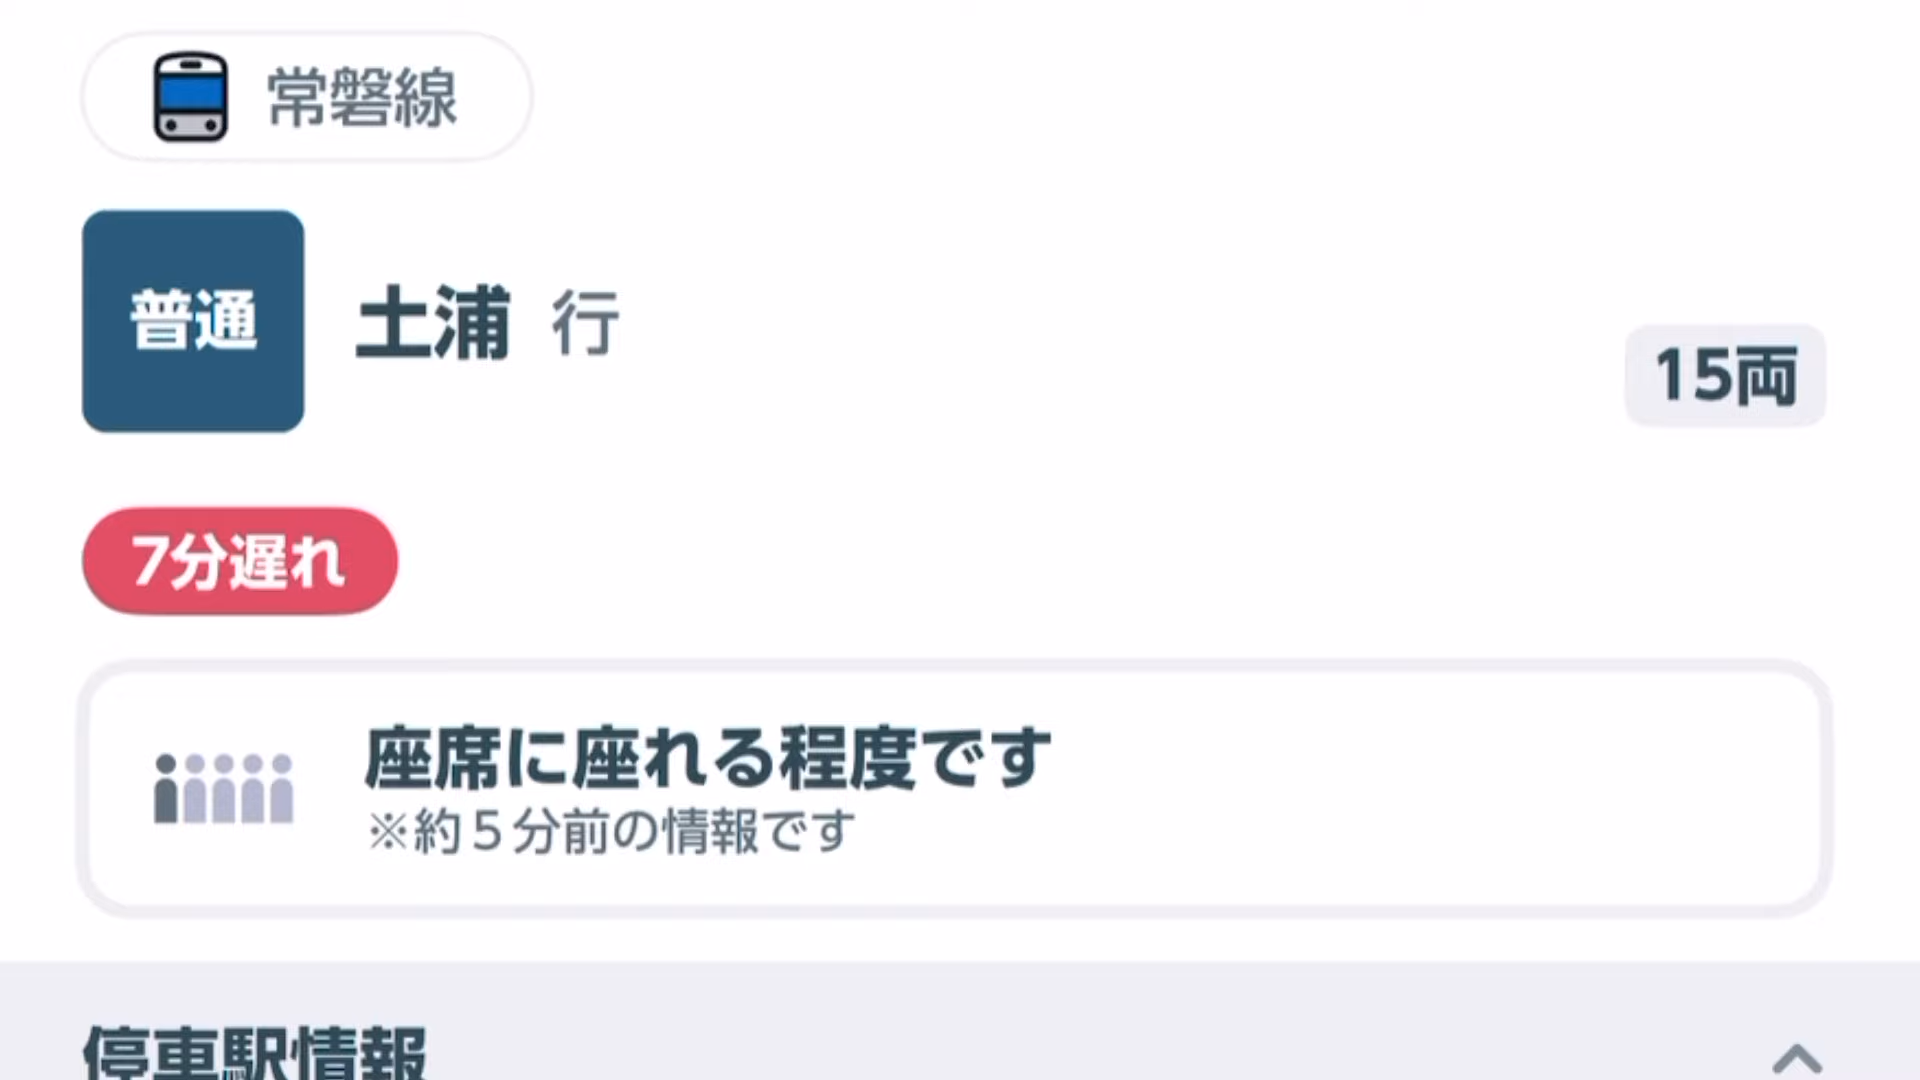 常磐線
普通
土浦 行
15両
7分遅れ
座席に座れる程度です
※約５分前の情報です
停車駅情報